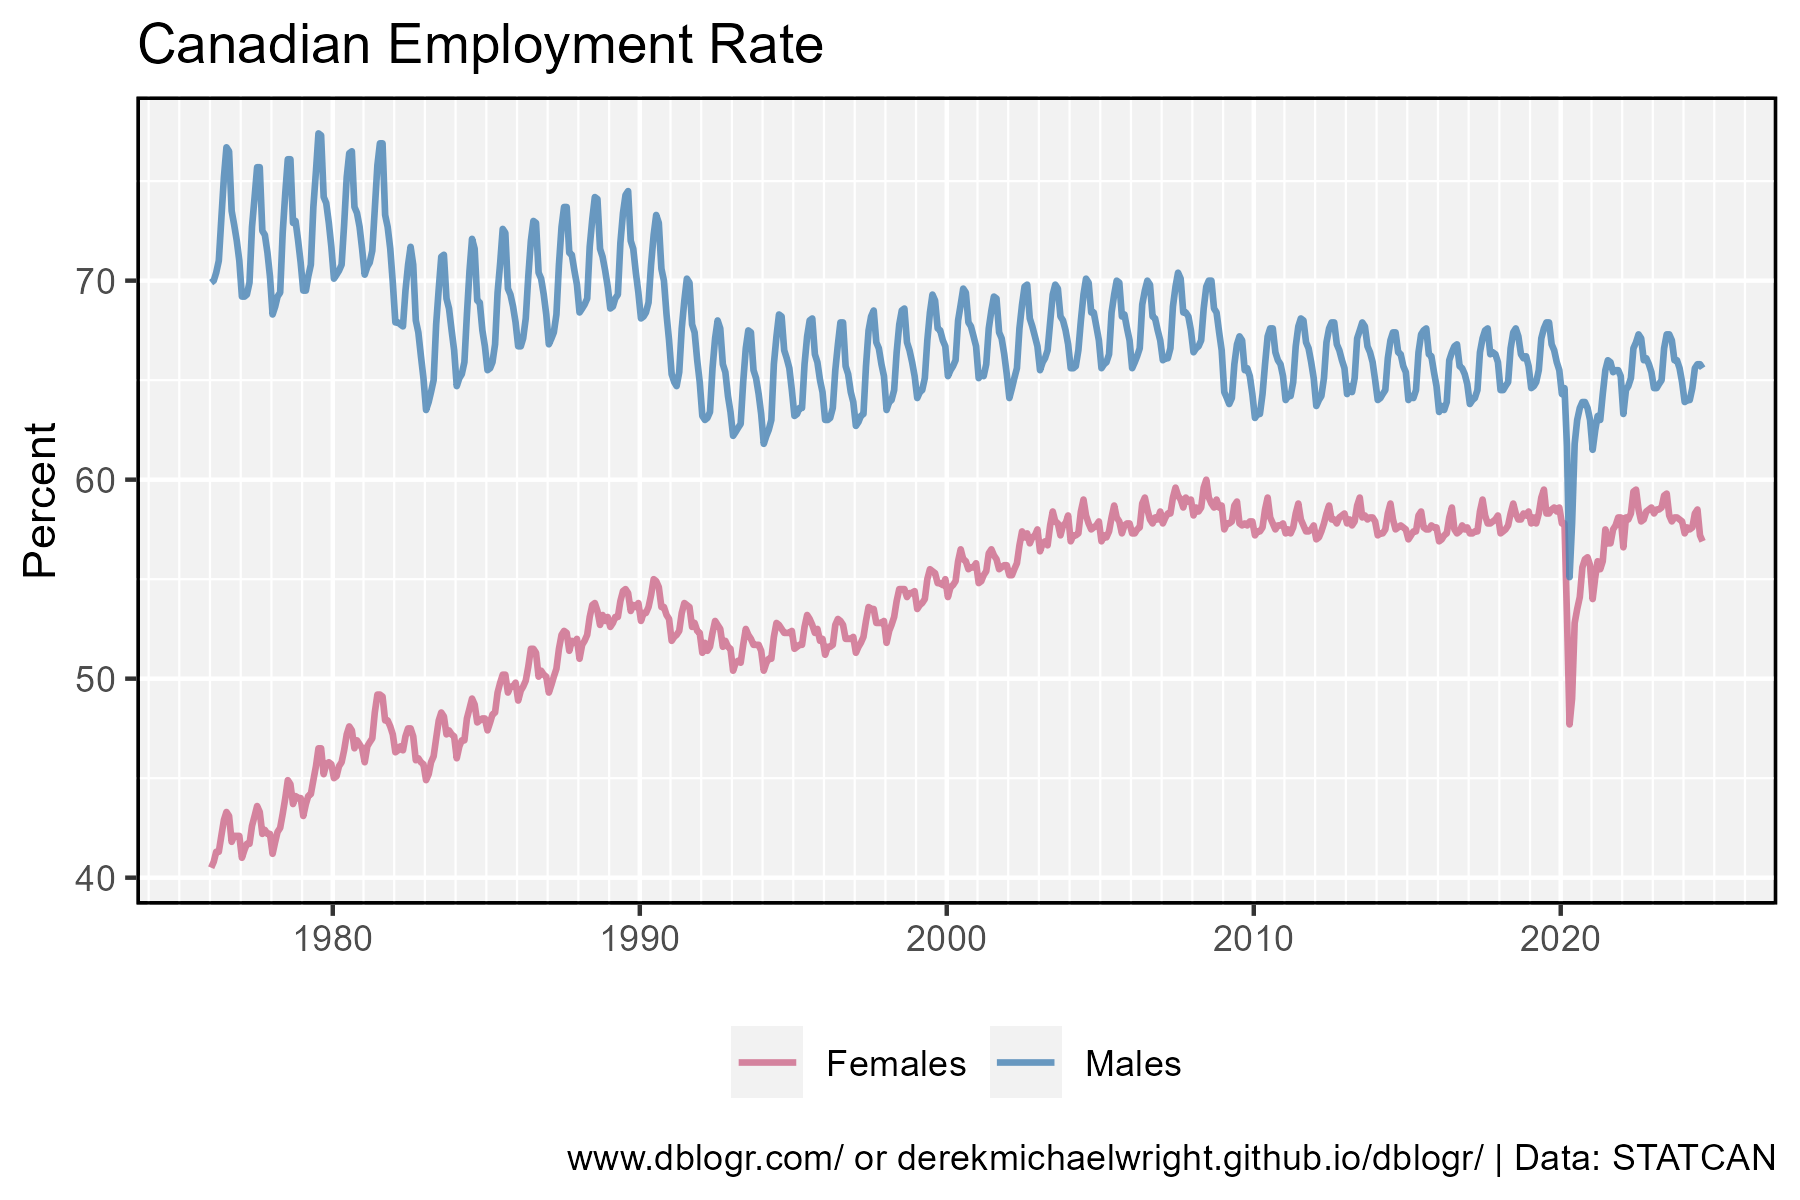 Canadian Employment Rate
Percent
70
60
50
40
1980 1990 2000 2010 2020
Females Males
www.dblogr.com/ or derekmichaelwright.github.io/dblogr/ | Data: STATCAN